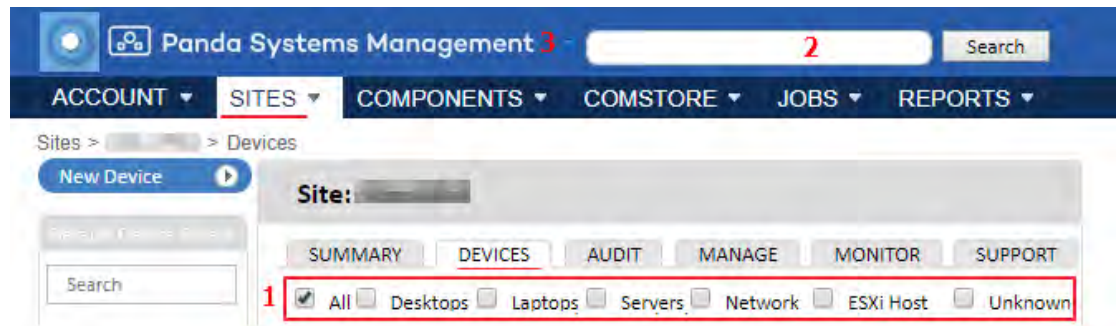 Panda Systems Management 3 2 Search
ACCOUNT SITES COMPONENTS COMSTORE JOBS REPORTS
Sites > > Devices
New Device
Site:
SUMMARY DEVICES AUDIT MANAGE MONITOR SUPPORT
Search
1 All Desktops Laptops Servers Network ESXi Host Unknown